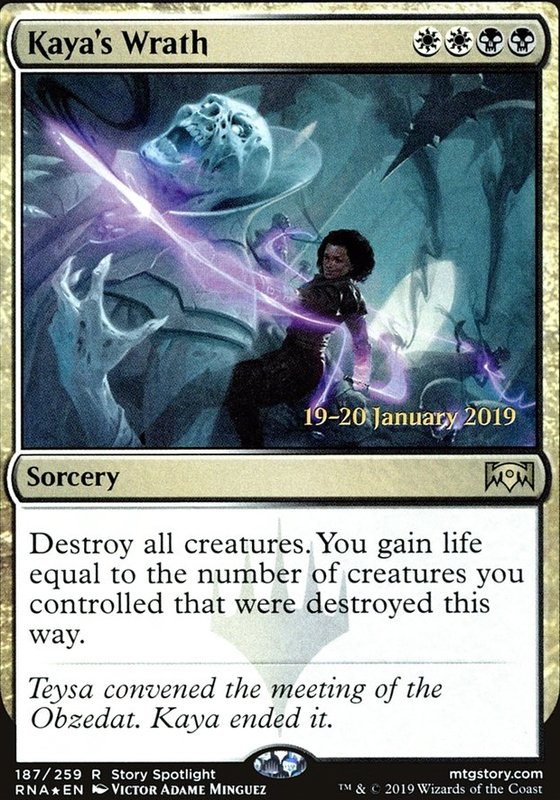 Kaya's Wrath
19–20 January 2019
Sorcery
Destroy all creatures. You gain life
equal to the number of creatures you
controlled that were destroyed this
way.
Teysa convened the meeting of the
Obzedat. Kaya ended it.
187/259 R Story Spotlight
mtgstory.com
RNA★EN Victor Adame Minguez
™ & © 2019 Wizards of the Coast